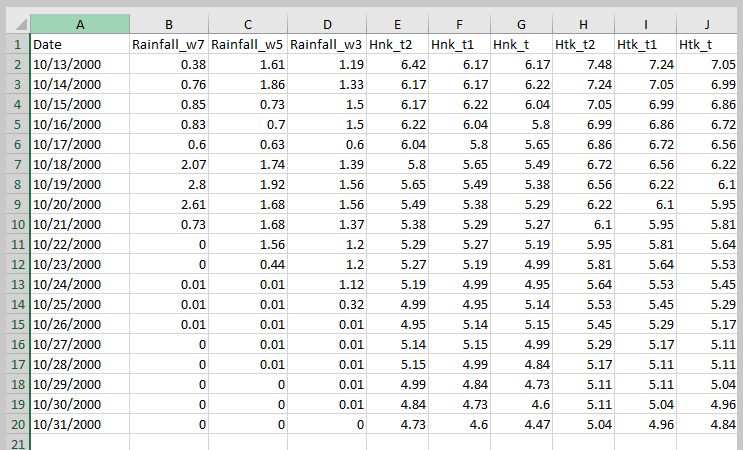 A B C D E F G H I J
1 Date Rainfall_w7 Rainfall_w5 Rainfall_w3 Hnk_t2 Hnk_t1 Hnk_t Htk_t2 Htk_t1 Htk_t
2 10/13/2000 0.38 1.61 1.19 6.42 6.17 6.17 7.48 7.24 7.05
3 10/14/2000 0.76 1.86 1.33 6.17 6.17 6.22 7.24 7.05 6.99
4 10/15/2000 0.85 0.73 1.5 6.17 6.22 6.04 7.05 6.99 6.86
5 10/16/2000 0.83 0.7 1.5 6.22 6.04 5.8 6.99 6.86 6.72
6 10/17/2000 0.6 0.63 0.6 6.04 5.8 5.65 6.86 6.72 6.56
7 10/18/2000 2.07 1.74 1.39 5.8 5.65 5.49 6.72 6.56 6.22
8 10/19/2000 2.8 1.92 1.56 5.65 5.49 5.38 6.56 6.22 6.1
9 10/20/2000 2.61 1.68 1.56 5.49 5.38 5.29 6.22 6.1 5.95
10 10/21/2000 0.73 1.68 1.37 5.38 5.29 5.27 6.1 5.95 5.81
11 10/22/2000 0 1.56 1.2 5.29 5.27 5.19 5.95 5.81 5.64
12 10/23/2000 0 0.44 1.2 5.27 5.19 4.99 5.81 5.64 5.53
13 10/24/2000 0.01 0.01 1.12 5.19 4.99 4.95 5.64 5.53 5.45
14 10/25/2000 0.01 0.01 0.32 4.99 4.95 5.14 5.53 5.45 5.29
15 10/26/2000 0.01 0.01 0.01 4.95 5.14 5.15 5.45 5.29 5.17
16 10/27/2000 0 0.01 0.01 5.14 5.15 4.99 5.29 5.17 5.11
17 10/28/2000 0 0.01 0.01 5.15 4.99 4.84 5.17 5.11 5.11
18 10/29/2000 0 0 0.01 4.99 4.84 4.73 5.11 5.11 5.04
19 10/30/2000 0 0 0.01 4.84 4.73 4.6 5.11 5.04 4.96
20 10/31/2000 0 0 0 4.73 4.6 4.47 5.04 4.96 4.84
21